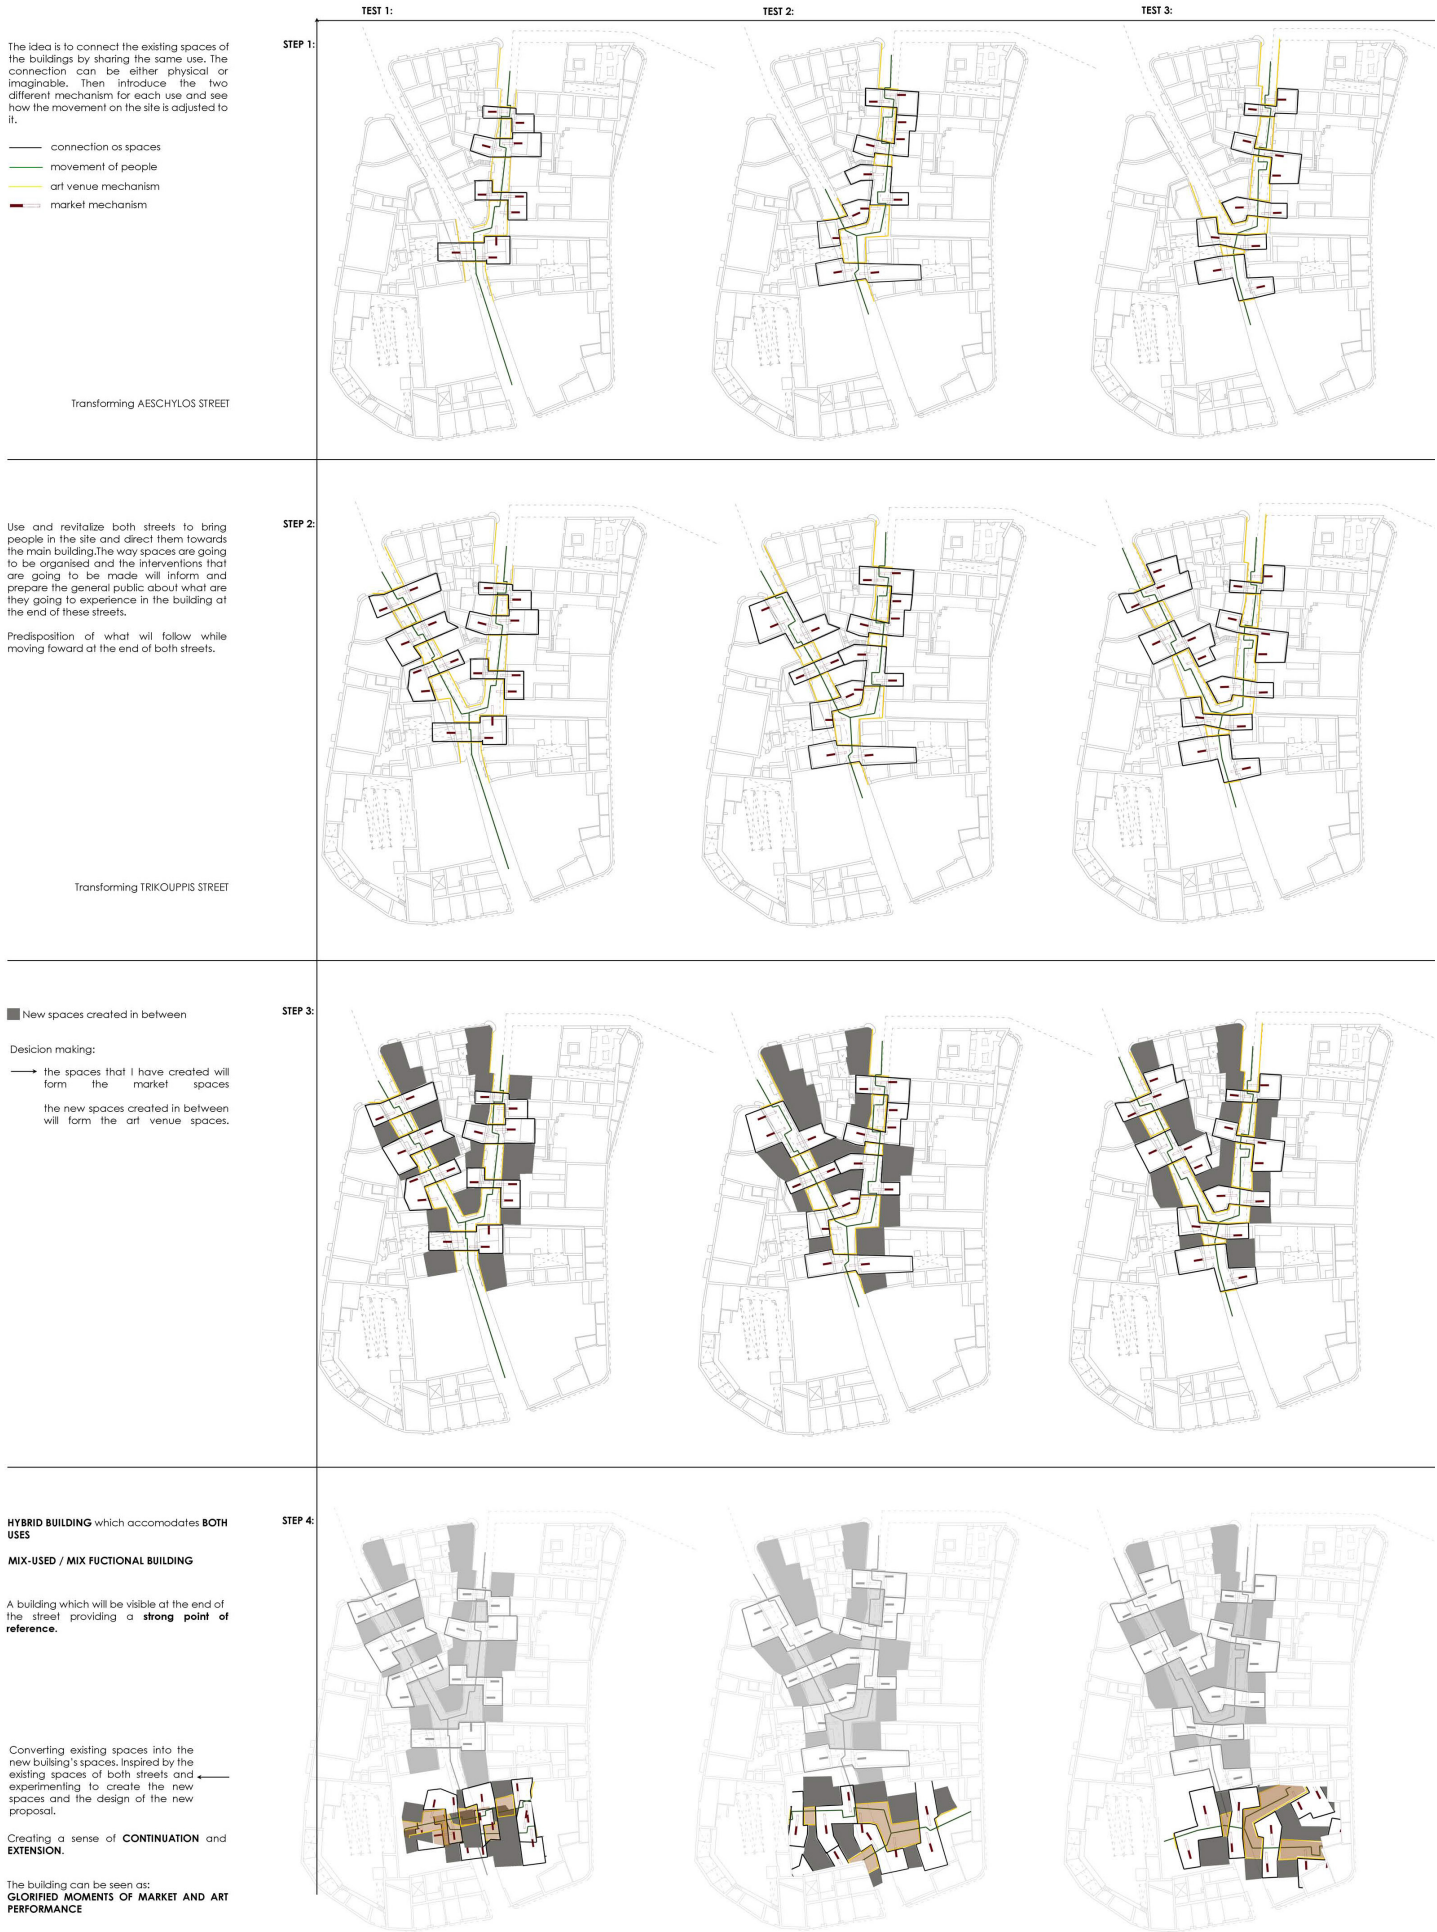 TEST 1:
TEST 2:
TEST 3:
STEP 1:
The idea is to connect the existing spaces of
the buildings by sharing the same use. The
connection can be either physical or
imaginable. Then introduce the two
different mechanism for each use and see
how the movement on the site is adjusted to
it.
connection os spaces
movement of people
art venue mechanism
market mechanism
Transforming AESCHYLOS STREET
STEP 2:
Use and revitalize both streets to bring
people in the site and direct them towards
the main building.The way spaces are going
to be organised and the interventions that
are going to be made will inform and
prepare the general public about what are
they going to experience in the building at
the end of these streets.
Predisposition of what wil follow while
moving foward at the end of both streets.
Transforming TRIKOUPPIS STREET
STEP 3:
New spaces created in between
Desicion making:
the spaces that I have created will
form the market spaces
the new spaces created in between
will form the art venue spaces.
STEP 4:
HYBRID BUILDING which accomodates BOTH
USES
MIX-USED / MIX FUCTIONAL BUILDING
A building which will be visible at the end of
the street providing a strong point of
reference.
Converting existing spaces into the
new builsing's spaces. Inspired by the
existing spaces of both streets and
experimenting to create the new
spaces and the design of the new
proposal.
Creating a sense of CONTINUATION and
EXTENSION.
The building can be seen as:
GLORIFIED MOMENTS OF MARKET AND ART
PERFORMANCE